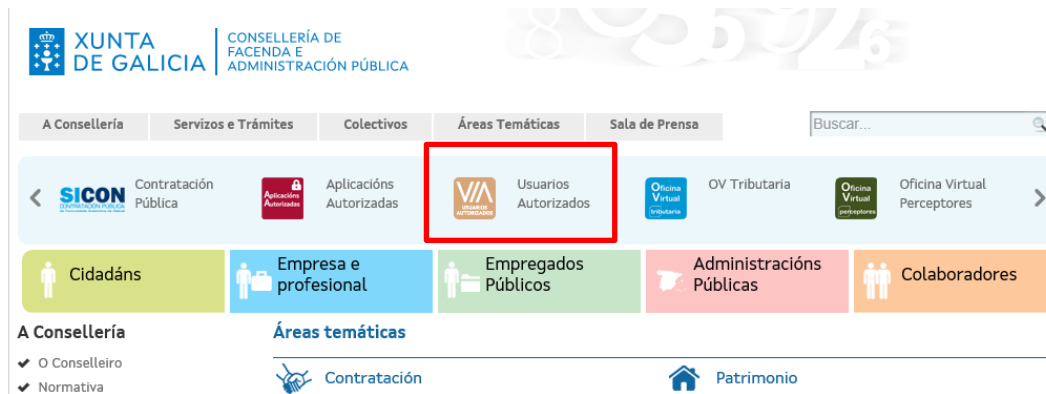 XUNTA
DE GALICIA
CONSELLERÍA DE
FACENDA E
ADMINISTRACIÓN PÚBLICA
A Consellería
Servizos e Trámites
Colectivos
Áreas Temáticas
Sala de Prensa
Buscar...
SICON
Contratación
Pública
Aplicacións
Autorizadas
Aplicacións
Autorizadas
VIA
USUARIOS
AUTORIZADOS
Usuarios
Autorizados
Oficina
Virtual
tributaria
OV Tributaria
Oficina
Virtual
perceptores
Oficina Virtual
Perceptores
Cidadáns
Empresa e
profesional
Empregados
Públicos
Administracións
Públicas
Colaboradores
A Consellería
O Conselleiro
Normativa
Áreas temáticas
Contratación
Patrimonio